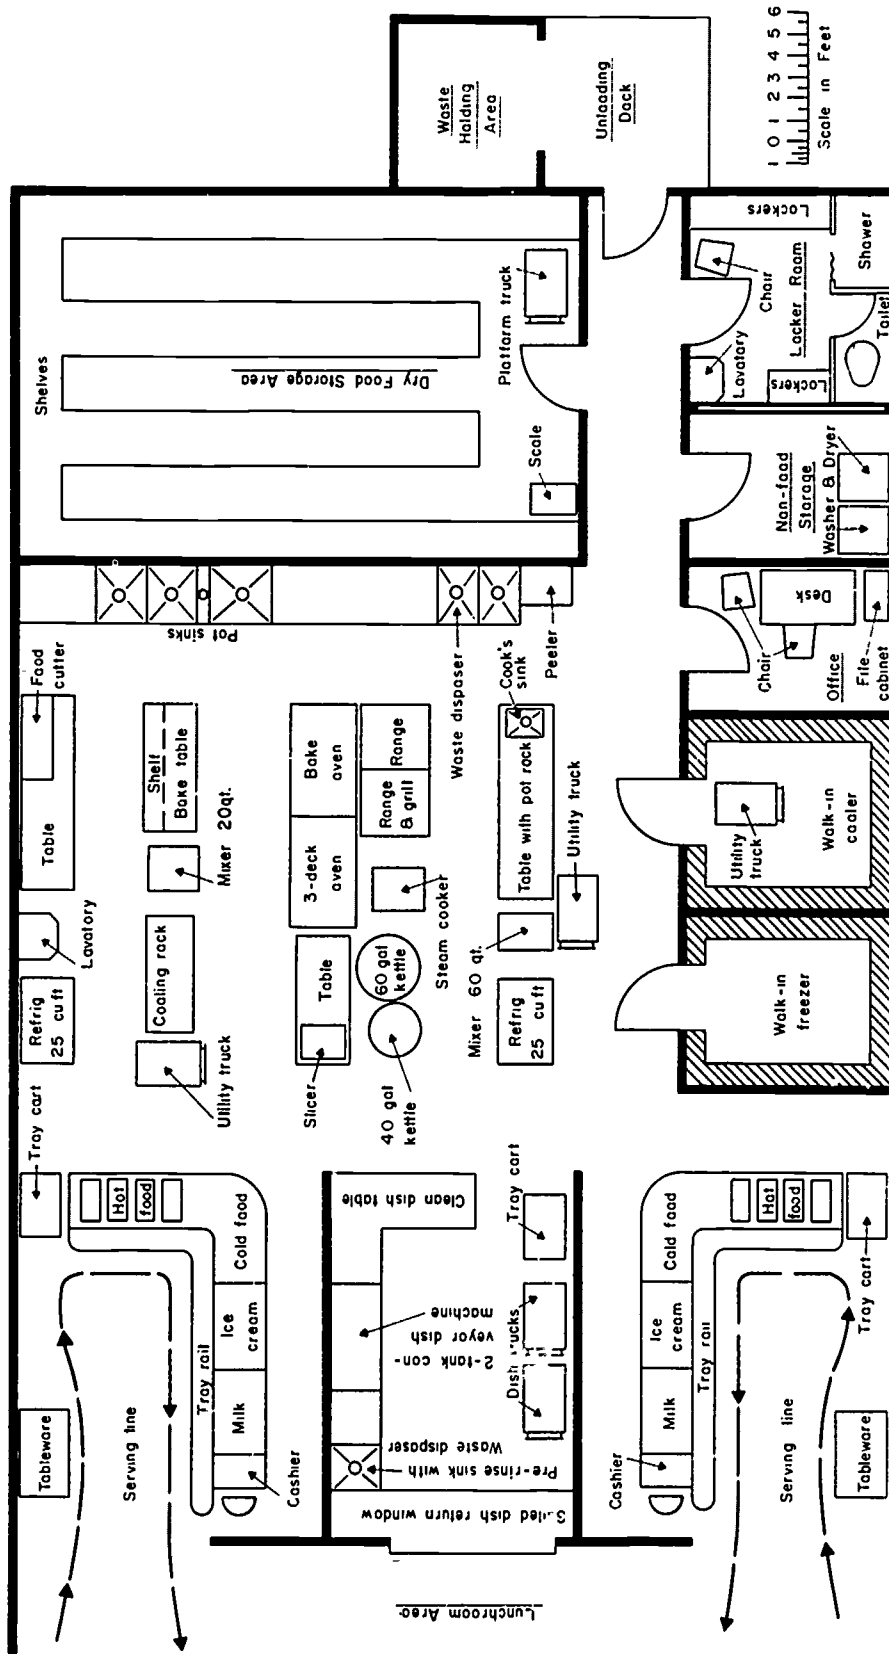 1 0 1 2 3 4 5 6
Scale in Feet
Waste
Holding
Area
Unloading
Dock
Shelves
Dry Food Storage Area
Platform truck
Scale
Lockers
Shower
Chair
Locker Room
Toilet
Lavatory
Lockers
Non-food
Storage
Washer & Dryer
Pot sinks
Peeler
Waste disposer
Desk
Chair
Office
File
cabinet
Food
cutter
Table
Shelf
Bake table
Mixer 20qt.
Bake
oven
3-deck
oven
Range
Range
& grill
Cook's
sink
Table with pot rack
Utility truck
Utility
truck
Walk-in
cooler
Lavatory
Refrig
25 cu ft
Cooling rack
Utility truck
Table
Slicer
60 gal
kettle
40 gal
kettle
Steam cooker
Mixer 60 qt.
Refrig
25 cu ft
Walk-in
freezer
Tray cart
Hot
food
Cold food
Ice
cream
Milk
Tray rail
Cashier
Serving line
Tableware
Clean dish table
Tray cart
2-tank con-
veyor dish
machine
Dish trucks
Pre-rinse sink with
Waste disposer
Soiled dish return window
Hot
food
Cold food
Ice
cream
Milk
Tray rail
Cashier
Tray cart
Serving line
Tableware
Lunchroom Area